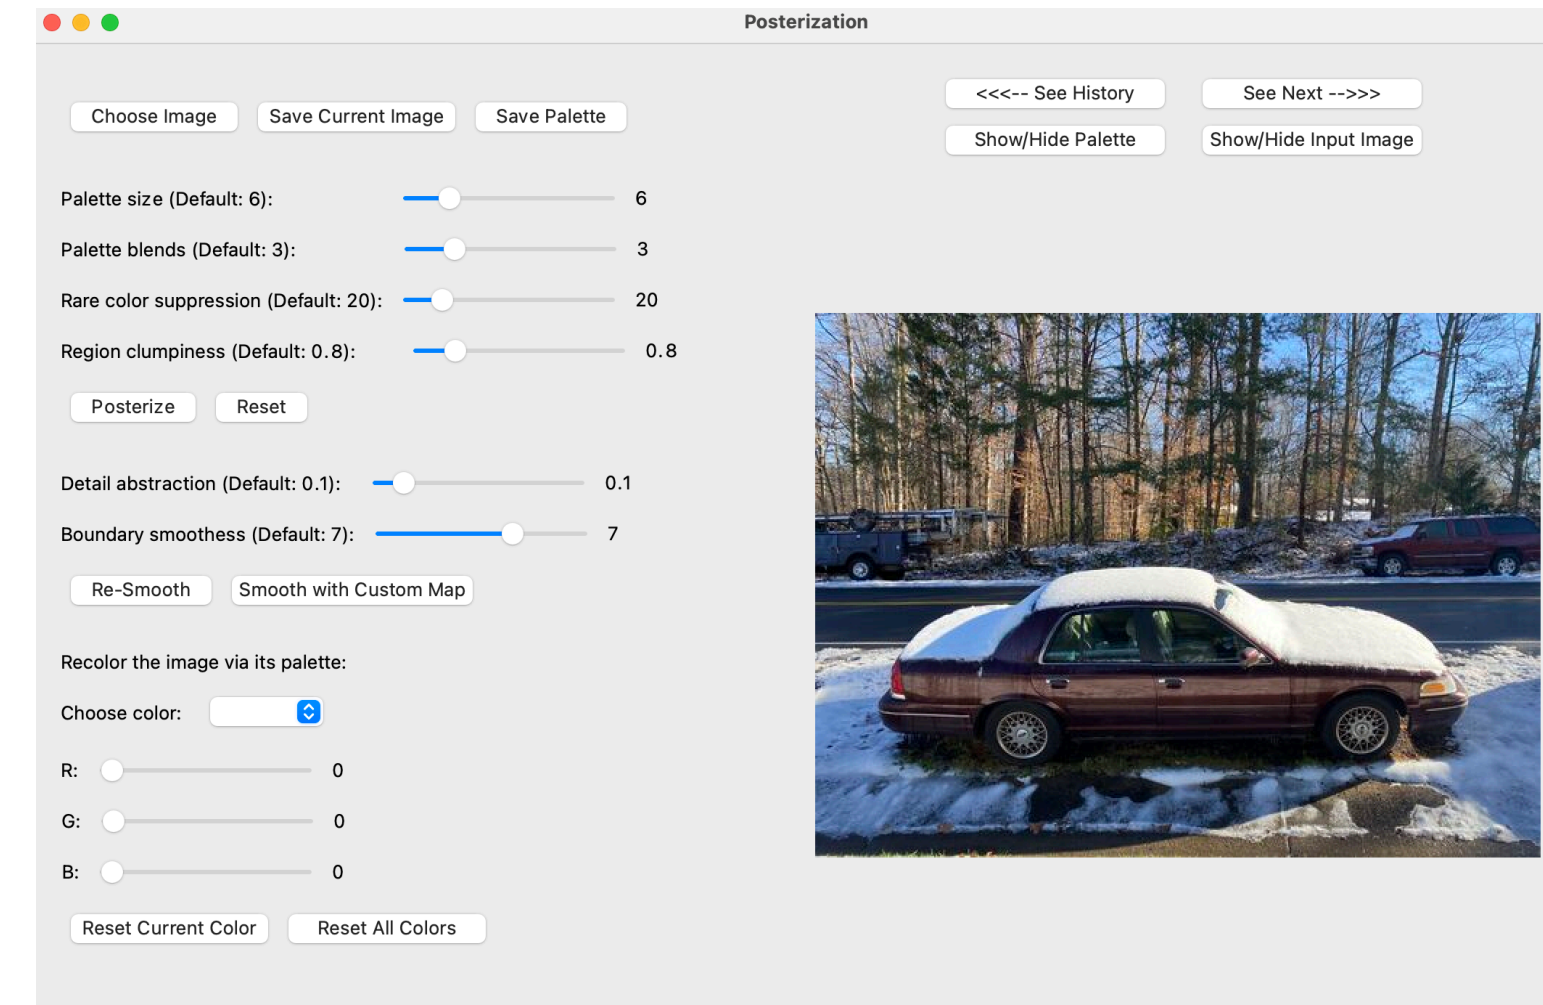 Posterization
Choose Image Save Current Image Save Palette
<<<-- See History See Next -->>>
Show/Hide Palette Show/Hide Input Image
Palette size (Default: 6): 6
Palette blends (Default: 3): 3
Rare color suppression (Default: 20): 20
Region clumpiness (Default: 0.8): 0.8
Posterize Reset
Detail abstraction (Default: 0.1): 0.1
Boundary smoothess (Default: 7): 7
Re-Smooth Smooth with Custom Map
Recolor the image via its palette:
Choose color:
R: 0
G: 0
B: 0
Reset Current Color Reset All Colors